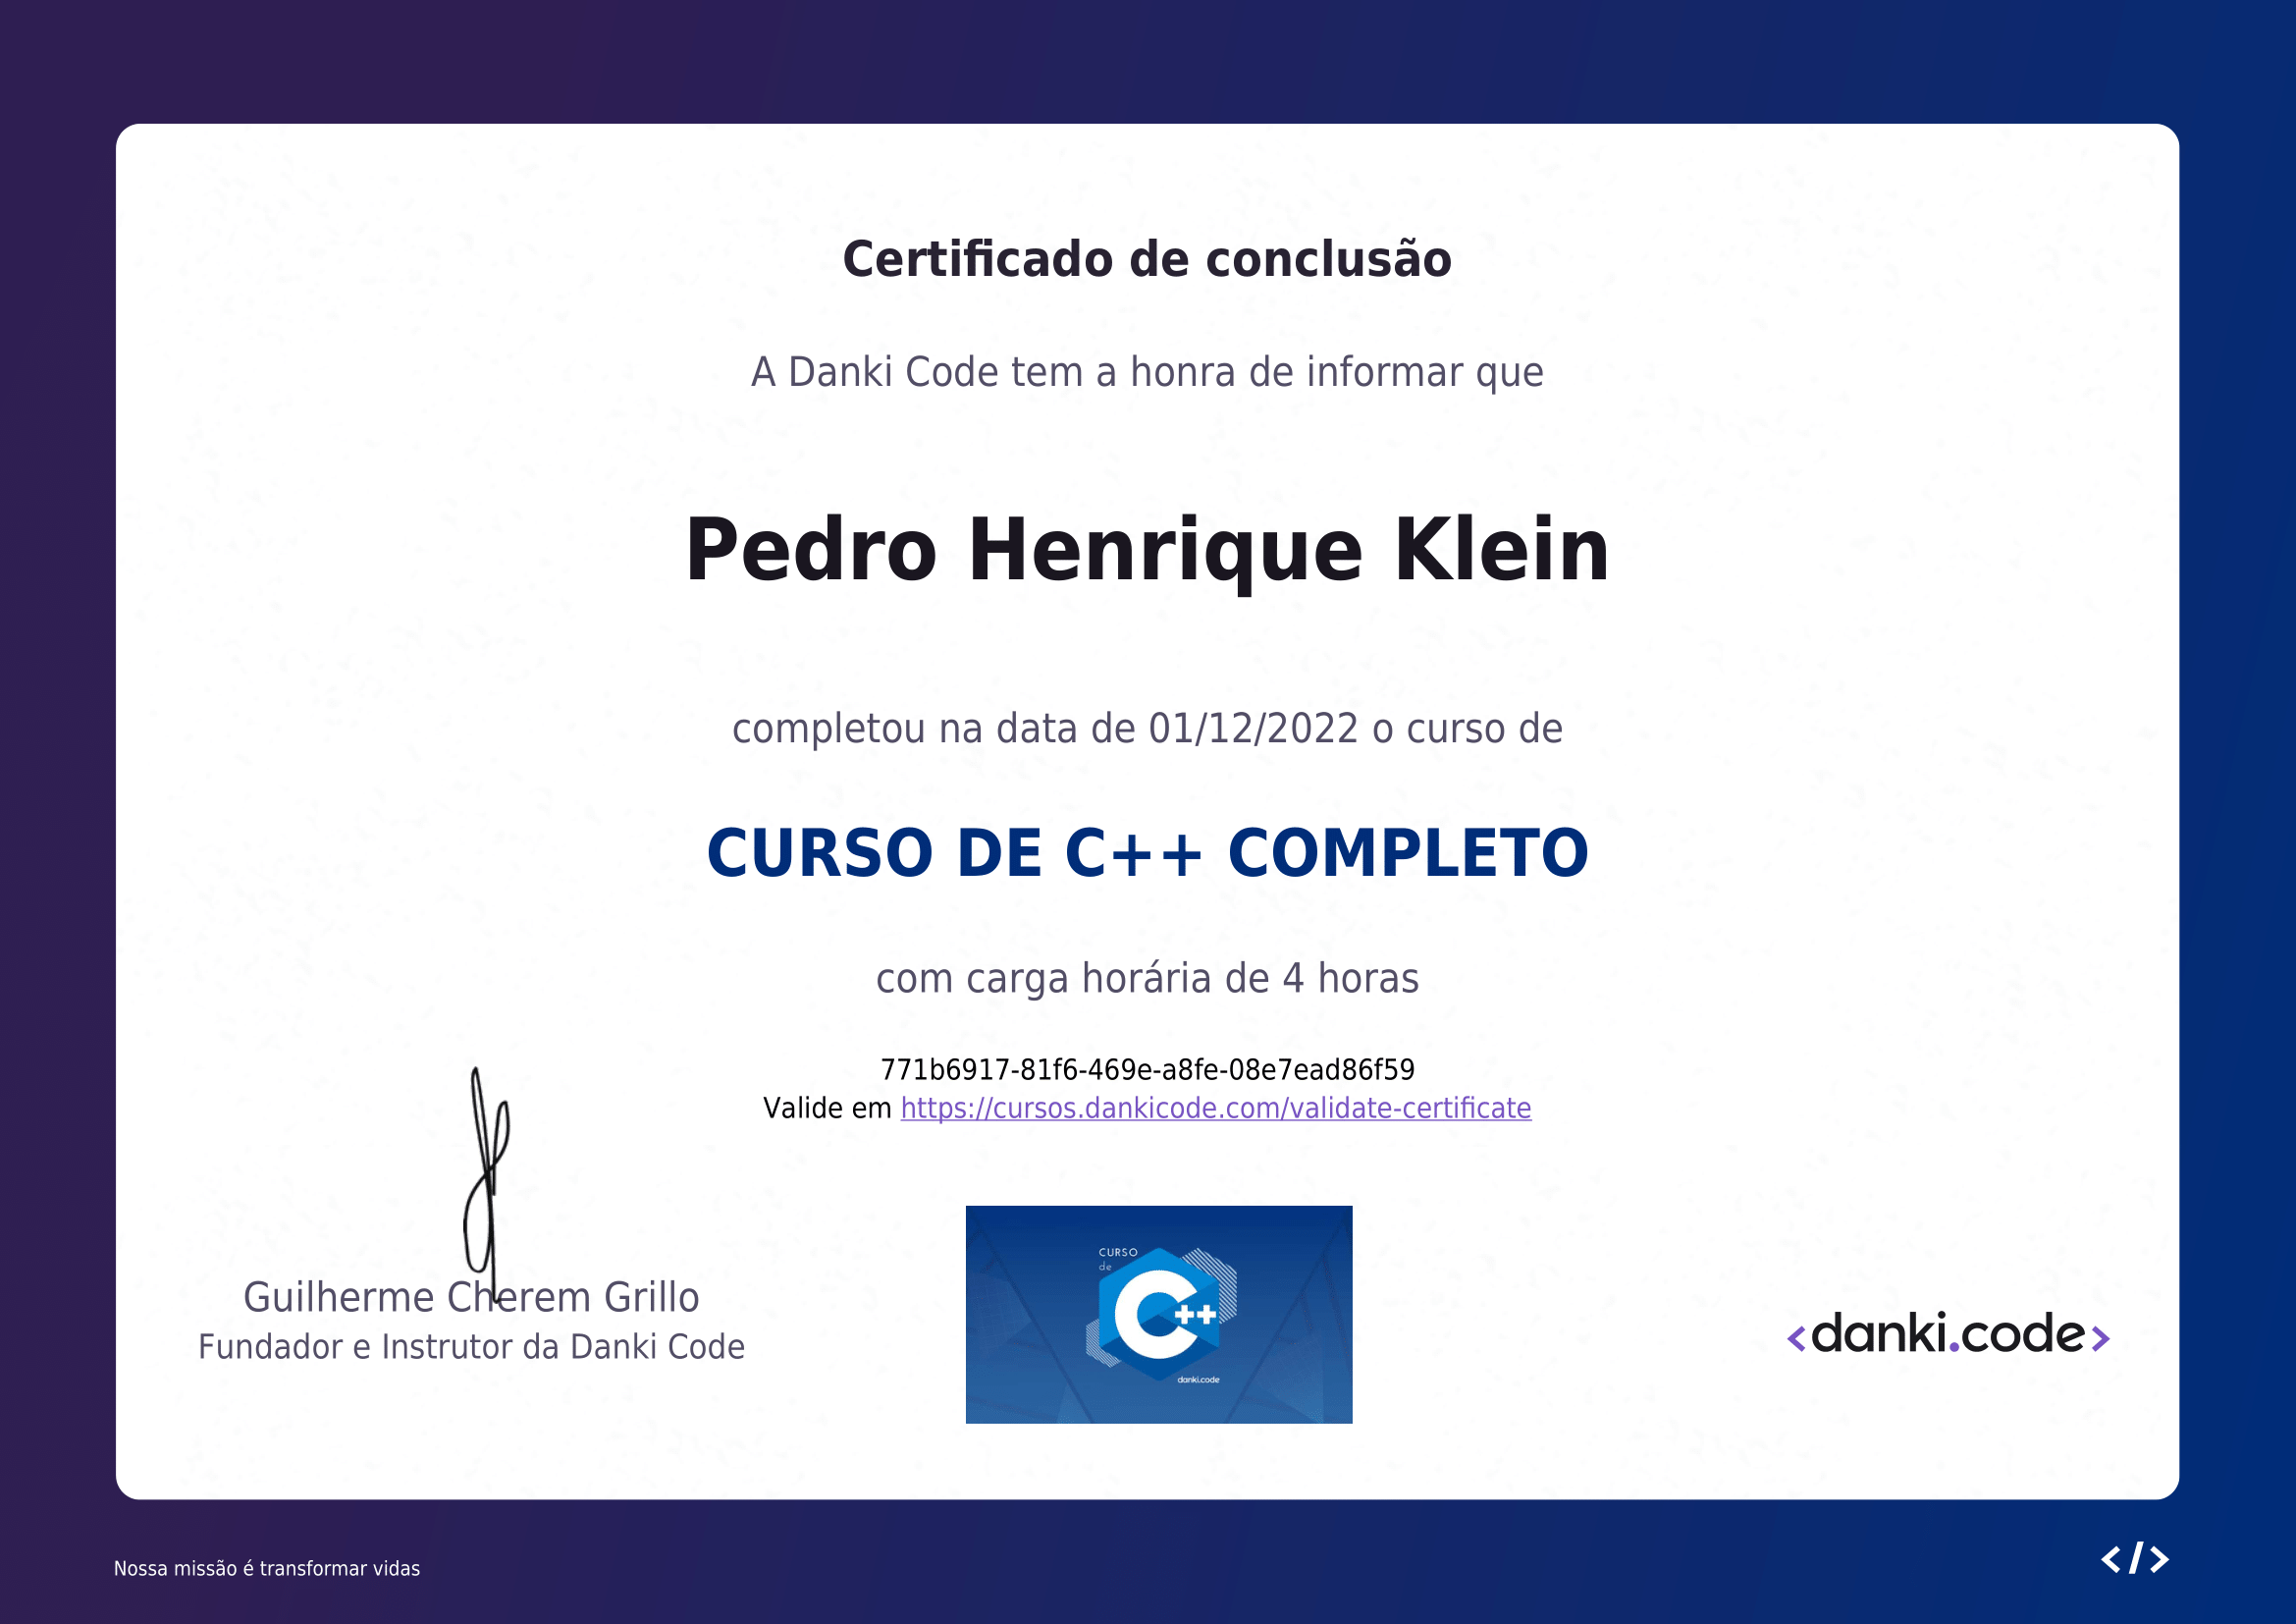 Certificado de conclusão
A Danki Code tem a honra de informar que
Pedro Henrique Klein
completou na data de 01/12/2022 o curso de
CURSO DE C++ COMPLETO
com carga horária de 4 horas
771b6917-81f6-469e-a8fe-08e7ead86f59
Valide em https://cursos.dankicode.com/validate-certificate
Guilherme Cherem Grillo
Fundador e Instrutor da Danki Code
CURSO
de
C++
danki.code
<danki.code>
Nossa missão é transformar vidas
</>